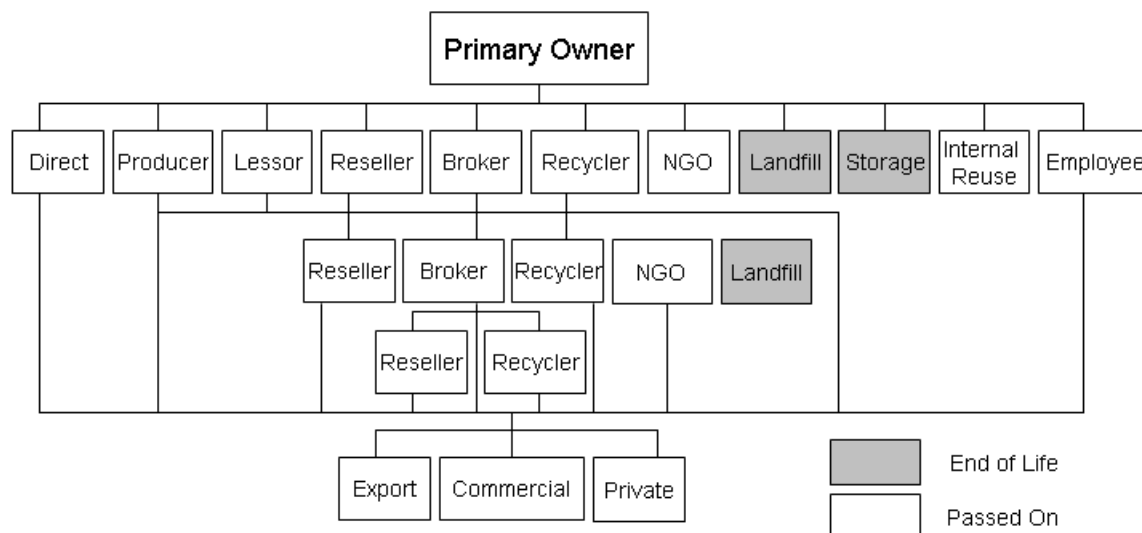 Primary Owner
Direct
Producer
Lessor
Reseller
Broker
Recycler
NGO
Landfill
Storage
Internal
Reuse
Employee
Reseller
Broker
Recycler
NGO
Landfill
Reseller
Recycler
Export
Commercial
Private
End of Life
Passed On